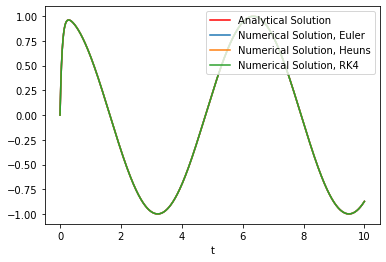 Analytical Solution
Numerical Solution, Euler
Numerical Solution, Heuns
Numerical Solution, RK4
1.00
0.75
0.50
0.25
0.00
−0.25
−0.50
−0.75
−1.00
0 2 4 6 8 10
t